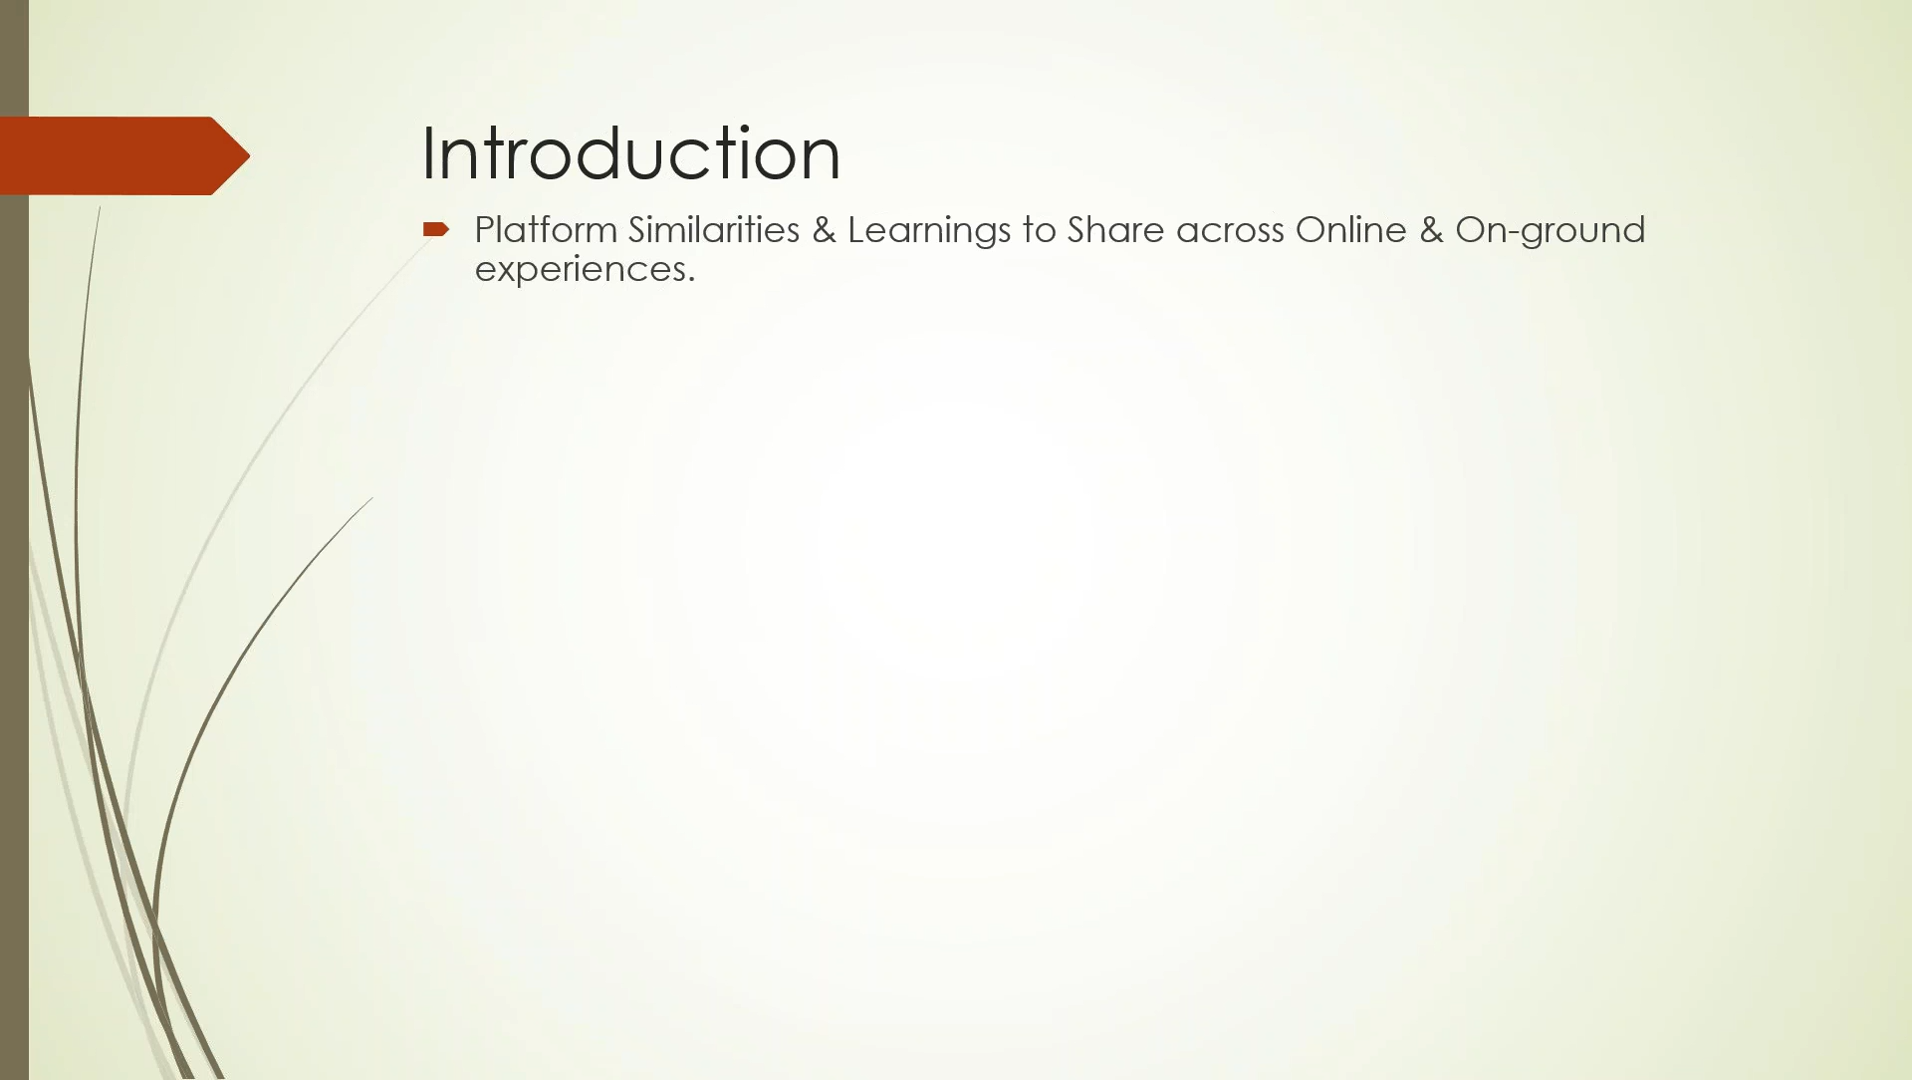 Introduction
Platform Similarities & Learnings to Share across Online & On-ground
experiences.